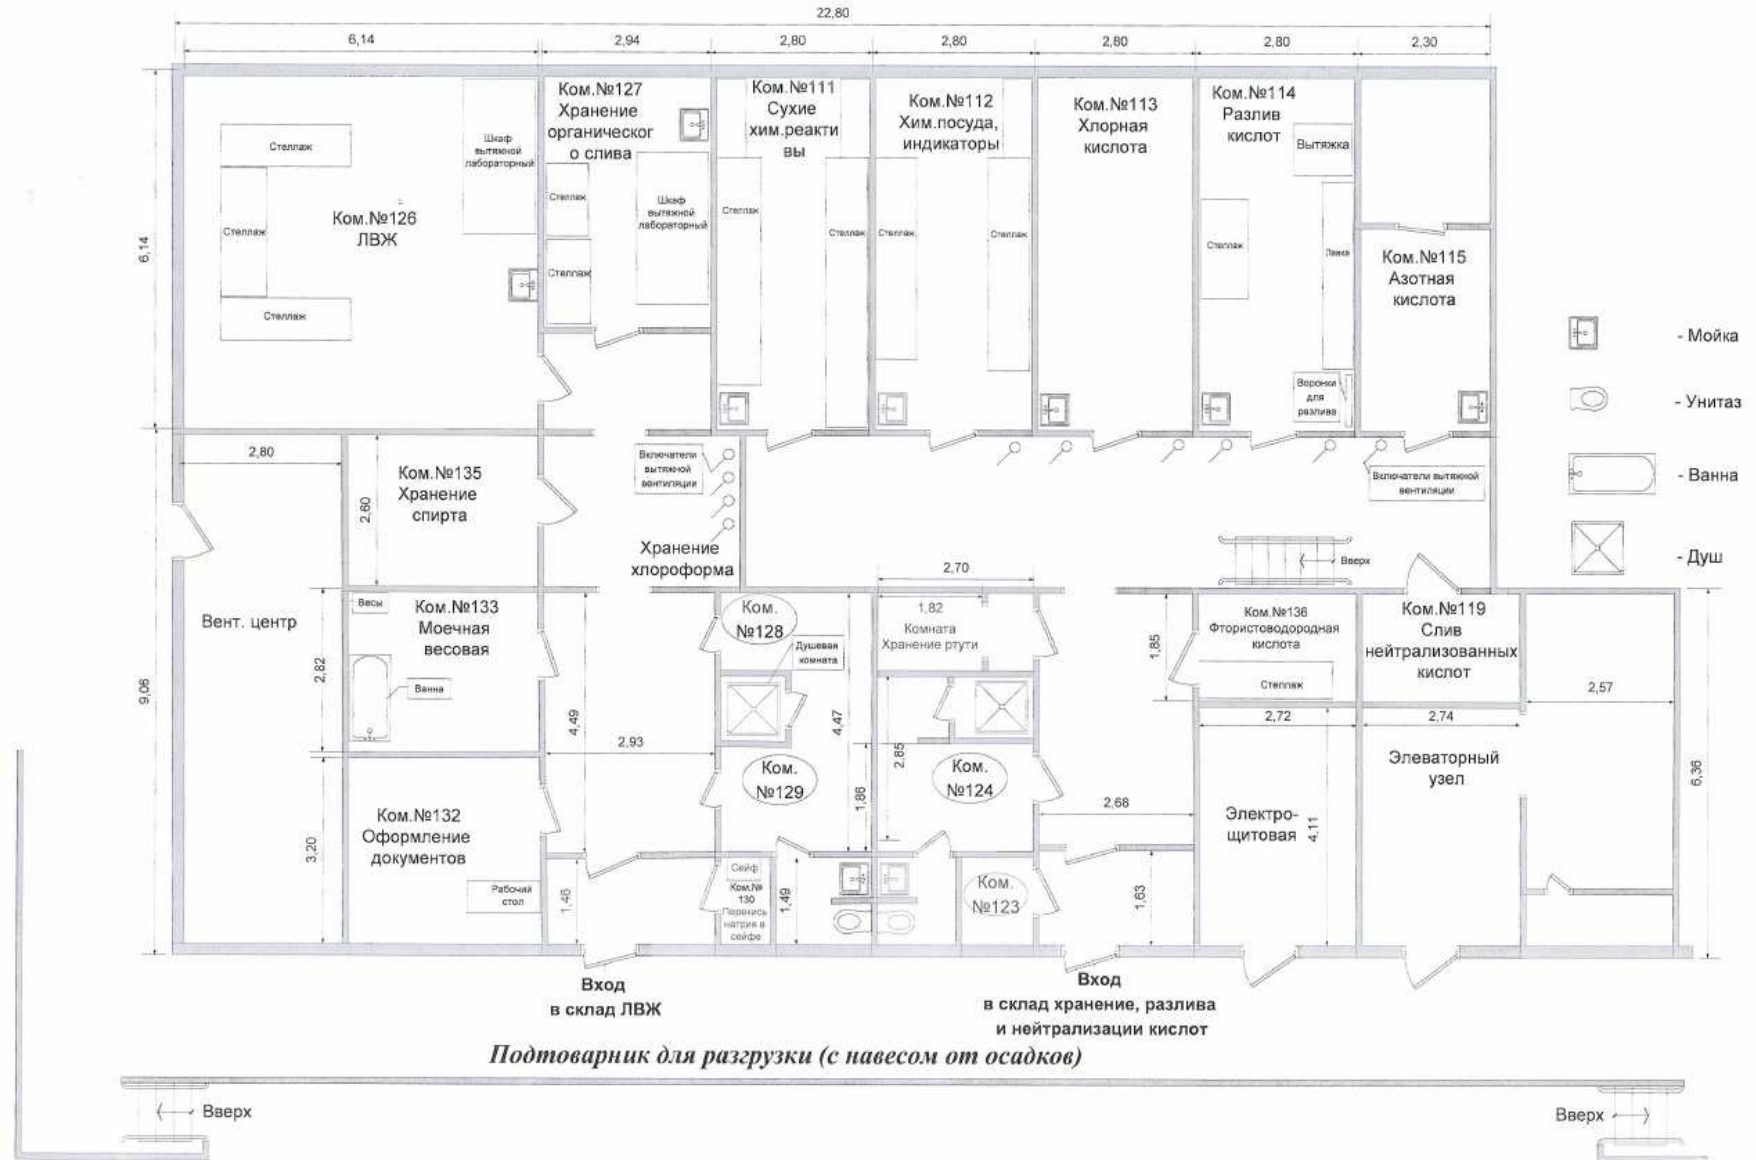 22,80
6,14
2,94
2,80
2,80
2,80
2,80
2,30
Ком.№127
Хранение
органическог
о слива
Ком.№111
Сухие
хим.реакти
вы
Ком.№112
Хим.посуда,
индикаторы
Ком.№113
Хлорная
кислота
Ком.№114
Разлив
кислот
Вытяжка
Стеллаж
Шкаф
вытяжной
лабораторный
Ком.№126
ЛВЖ
Стеллаж
Стеллаж
6,14
Стеллаж
Стеллаж
Шкаф
вытяжной
лабораторный
Стеллаж
Стеллаж
Стеллаж
Стеллаж
Стеллаж
Лавка
Воронки
для
разлива
Ком.№115
Азотная
кислота
- Мойка
- Унитаз
- Ванна
- Душ
2,80
Ком.№135
Хранение
спирта
2,60
Включатели
вытяжной
вентиляции
Хранение
хлороформа
Включатели вытяжной
вентиляции
Вверх
2,70
9,06
Вент. центр
Весы
Ком.№133
Моечная
весовая
Ванна
2,82
4,49
2,93
Ком.
№128
Душевая
комната
4,47
1,82
Комната
Хранение ртути
1,85
Ком.№136
Фтористоводородная
кислота
Стеллаж
Ком.№119
Слив
нейтрализованных
кислот
2,57
6,36
2,72
2,74
Ком.
№129
1,86
2,85
Ком.
№124
2,68
Электро-
щитовая
4,11
Элеваторный
узел
3,20
Ком.№132
Оформление
документов
Рабочий
стол
1,46
Сейф
Ком.№
130
Перекись
натрия в
сейфе
1,49
Ком.
№123
1,63
Вход
в склад ЛВЖ
Вход
в склад хранение, разлива
и нейтрализации кислот
Подтоварник для разгрузки (с навесом от осадков)
Вверх
Вверх